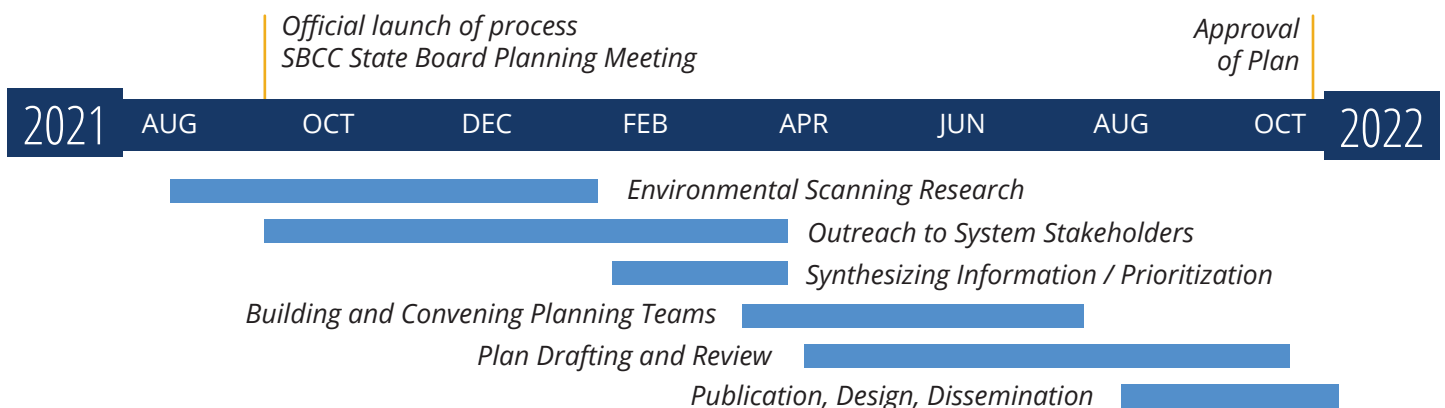 Official launch of process
SBCC State Board Planning Meeting
Approval
of Plan
2021 AUG OCT DEC FEB APR JUN AUG OCT 2022
Environmental Scanning Research
Outreach to System Stakeholders
Synthesizing Information / Prioritization
Building and Convening Planning Teams
Plan Drafting and Review
Publication, Design, Dissemination